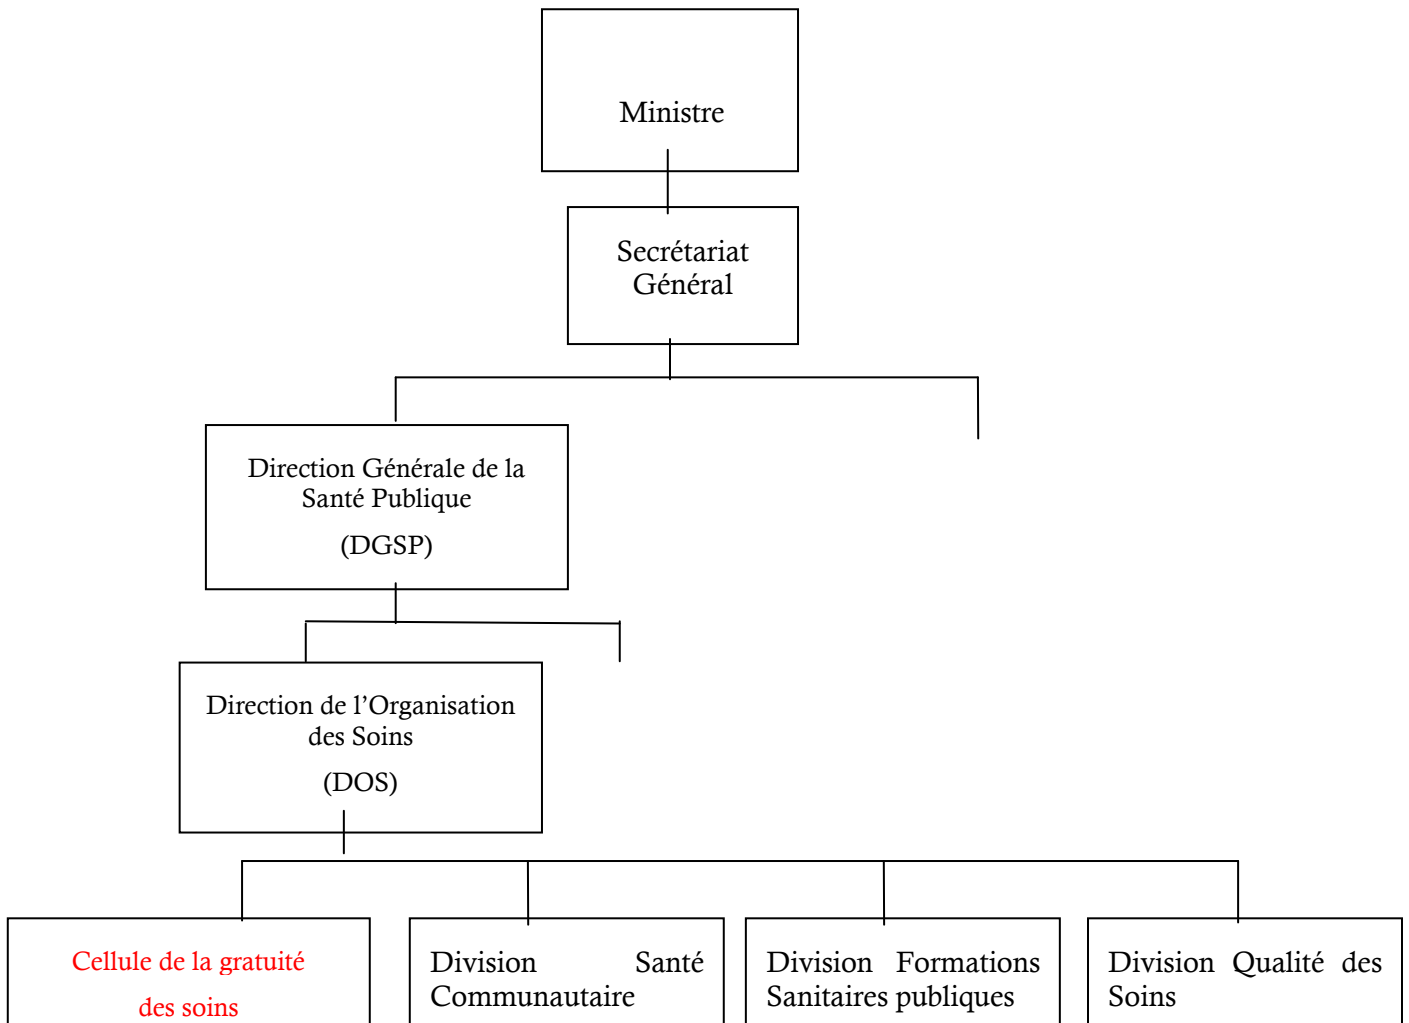 Ministre
Secrétariat
Général
Direction Générale de la
Santé Publique
(DGSP)
Direction de l’Organisation
des Soins
(DOS)
Cellule de la gratuité
des soins
Division Santé
Communautaire
Division Formations
Sanitaires publiques
Division Qualité des
Soins